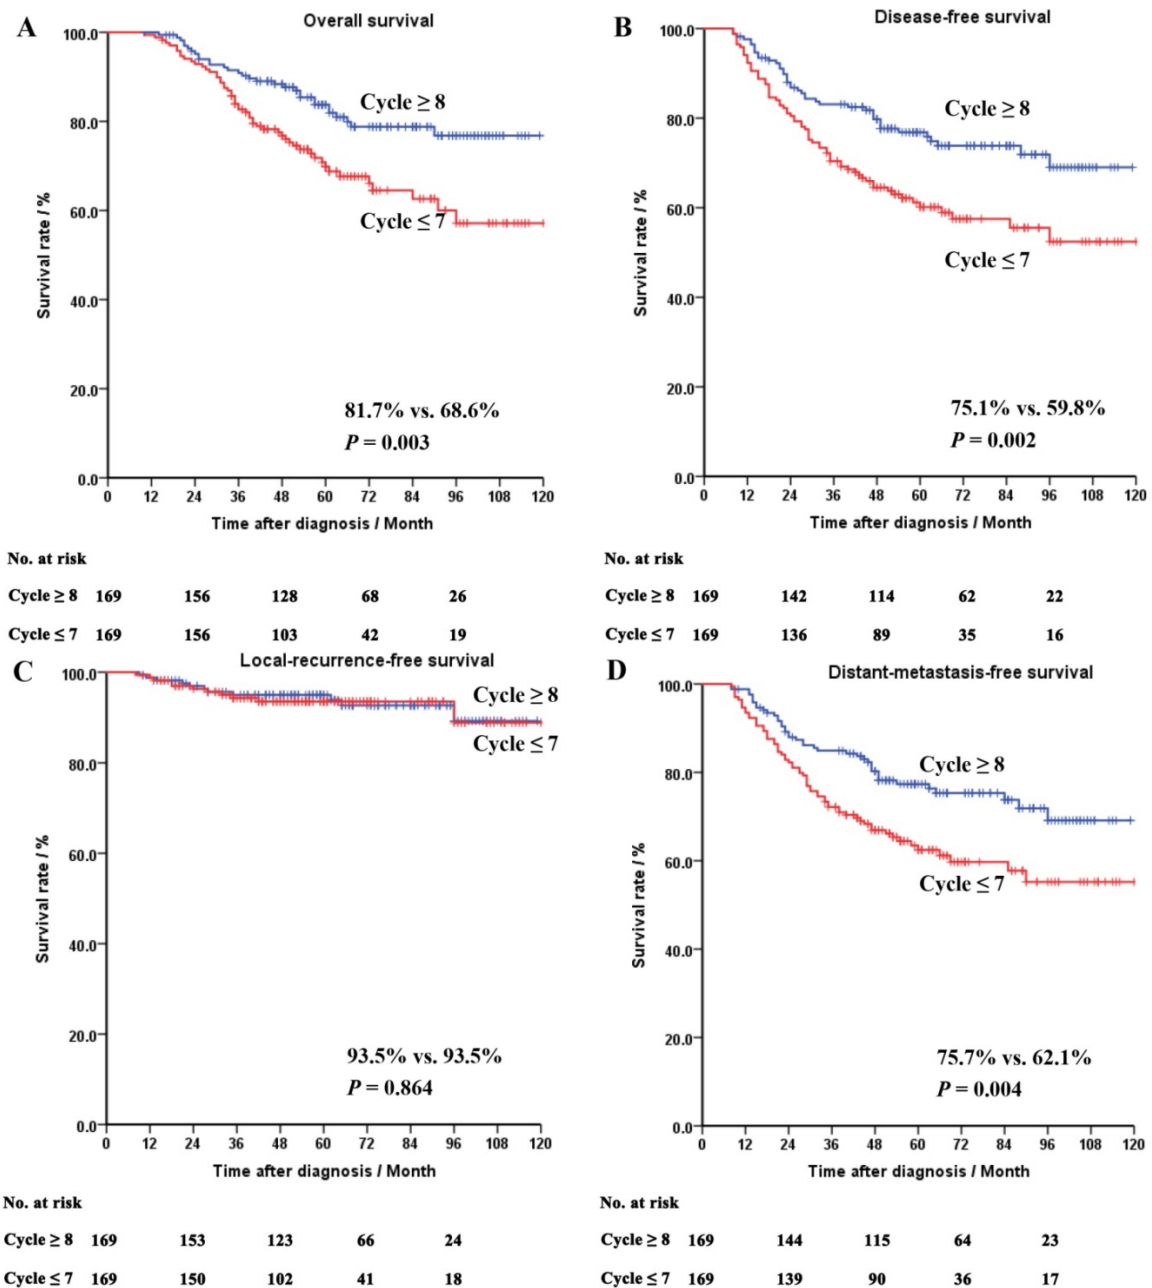 A
Overall survival
100.0
80.0
60.0
40.0
20.0
0.0
Survival rate / %
Cycle ≥ 8
Cycle ≤ 7
81.7% vs. 68.6%
P = 0.003
0 12 24 36 48 60 72 84 96 108 120
Time after diagnosis / Month
No. at risk
Cycle ≥ 8 169 156 128 68 26
Cycle ≤ 7 169 156 103 42 19
B
Disease-free survival
100.0
80.0
60.0
40.0
20.0
0.0
Survival rate / %
Cycle ≥ 8
Cycle ≤ 7
75.1% vs. 59.8%
P = 0.002
0 12 24 36 48 60 72 84 96 108 120
Time after diagnosis / Month
No. at risk
Cycle ≥ 8 169 142 114 62 22
Cycle ≤ 7 169 136 89 35 16
C
Local-recurrence-free survival
100.0
80.0
60.0
40.0
20.0
0.0
Survival rate / %
Cycle ≥ 8
Cycle ≤ 7
93.5% vs. 93.5%
P = 0.864
0 12 24 36 48 60 72 84 96 108 120
Time after diagnosis / Month
No. at risk
Cycle ≥ 8 169 153 123 66 24
Cycle ≤ 7 169 150 102 41 18
D
Distant-metastasis-free survival
100.0
80.0
60.0
40.0
20.0
0.0
Survival rate / %
Cycle ≥ 8
Cycle ≤ 7
75.7% vs. 62.1%
P = 0.004
0 12 24 36 48 60 72 84 96 108 120
Time after diagnosis / Month
No. at risk
Cycle ≥ 8 169 144 115 64 23
Cycle ≤ 7 169 139 90 36 17